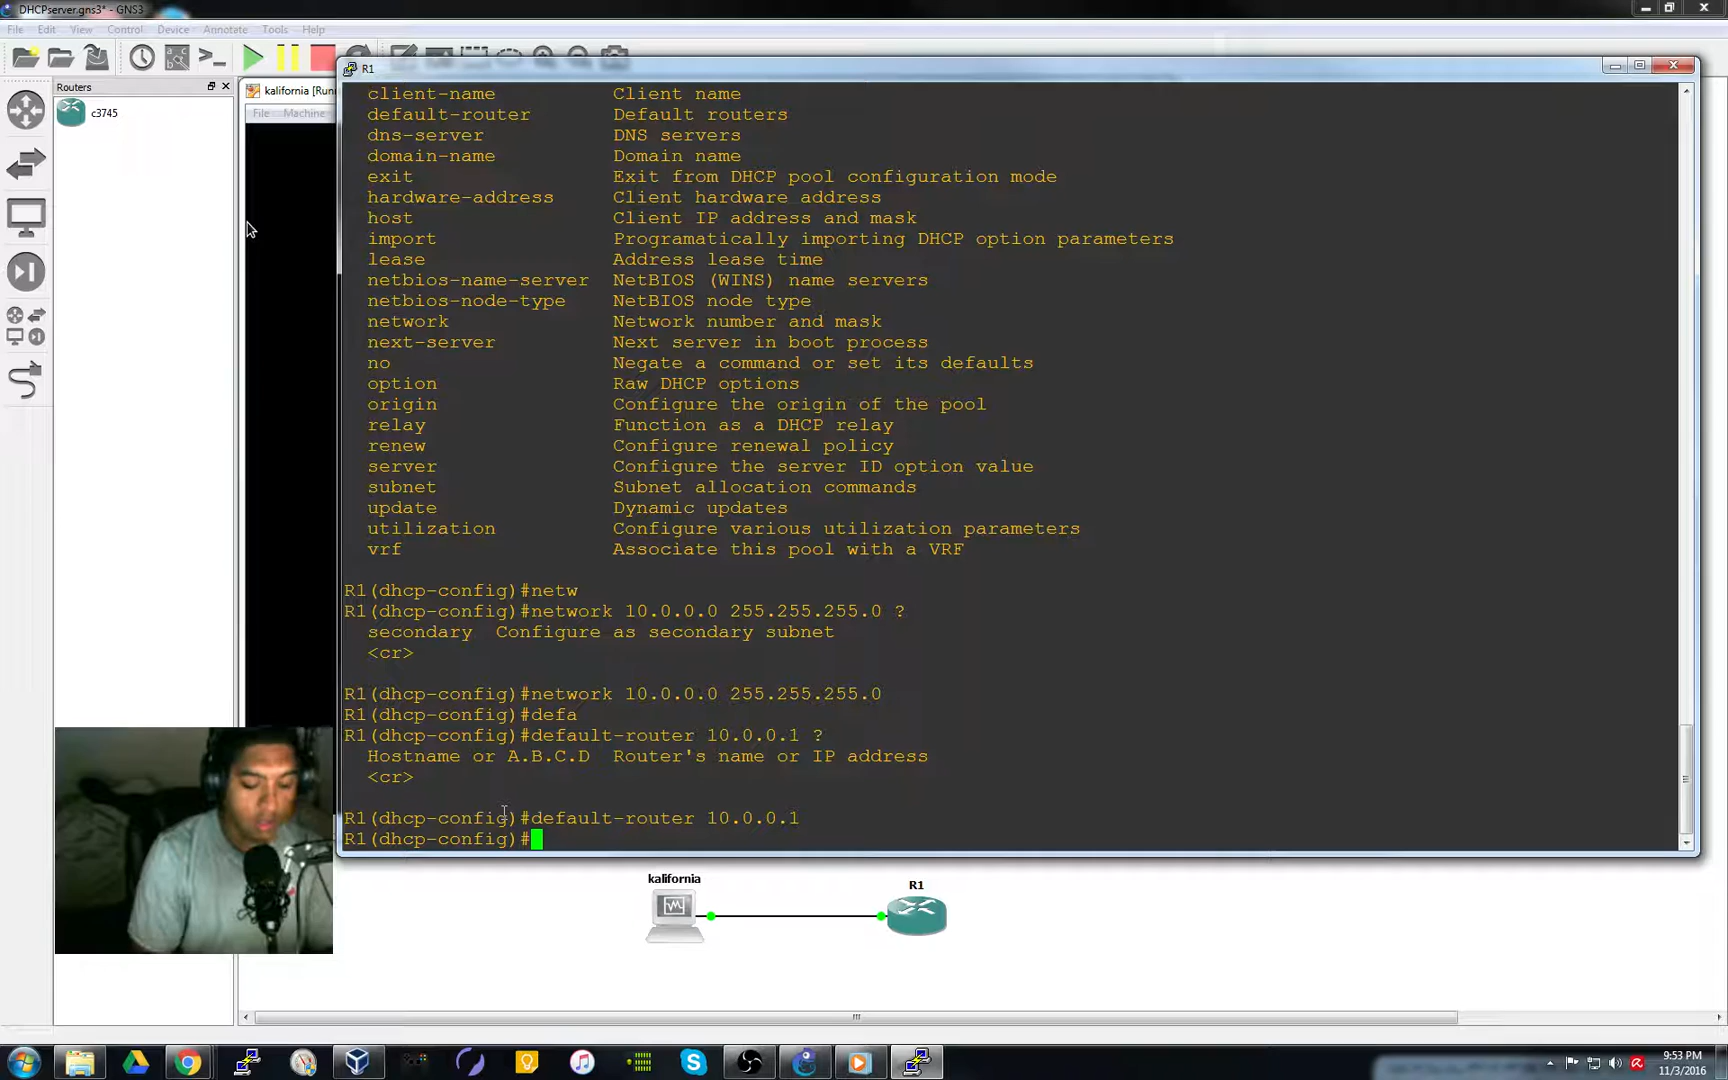 DHCPserver.gns3* - GNS3
File Edit View Control Device Annotate Tools Help
Routers
c3745
kalifornia [Run
File Machine
R1
client-name Client name
default-router Default routers
dns-server DNS servers
domain-name Domain name
exit Exit from DHCP pool configuration mode
hardware-address Client hardware address
host Client IP address and mask
import Programatically importing DHCP option parameters
lease Address lease time
netbios-name-server NetBIOS (WINS) name servers
netbios-node-type NetBIOS node type
network Network number and mask
next-server Next server in boot process
no Negate a command or set its defaults
option Raw DHCP options
origin Configure the origin of the pool
relay Function as a DHCP relay
renew Configure renewal policy
server Configure the server ID option value
subnet Subnet allocation commands
update Dynamic updates
utilization Configure various utilization parameters
vrf Associate this pool with a VRF
R1(dhcp-config)#netw
R1(dhcp-config)#network 10.0.0.0 255.255.255.0 ?
secondary Configure as secondary subnet
<cr>
R1(dhcp-config)#network 10.0.0.0 255.255.255.0
R1(dhcp-config)#defa
R1(dhcp-config)#default-router 10.0.0.1 ?
Hostname or A.B.C.D Router's name or IP address
<cr>
R1(dhcp-config)#default-router 10.0.0.1
R1(dhcp-config)#
kalifornia
R1
9:53 PM
11/3/2016